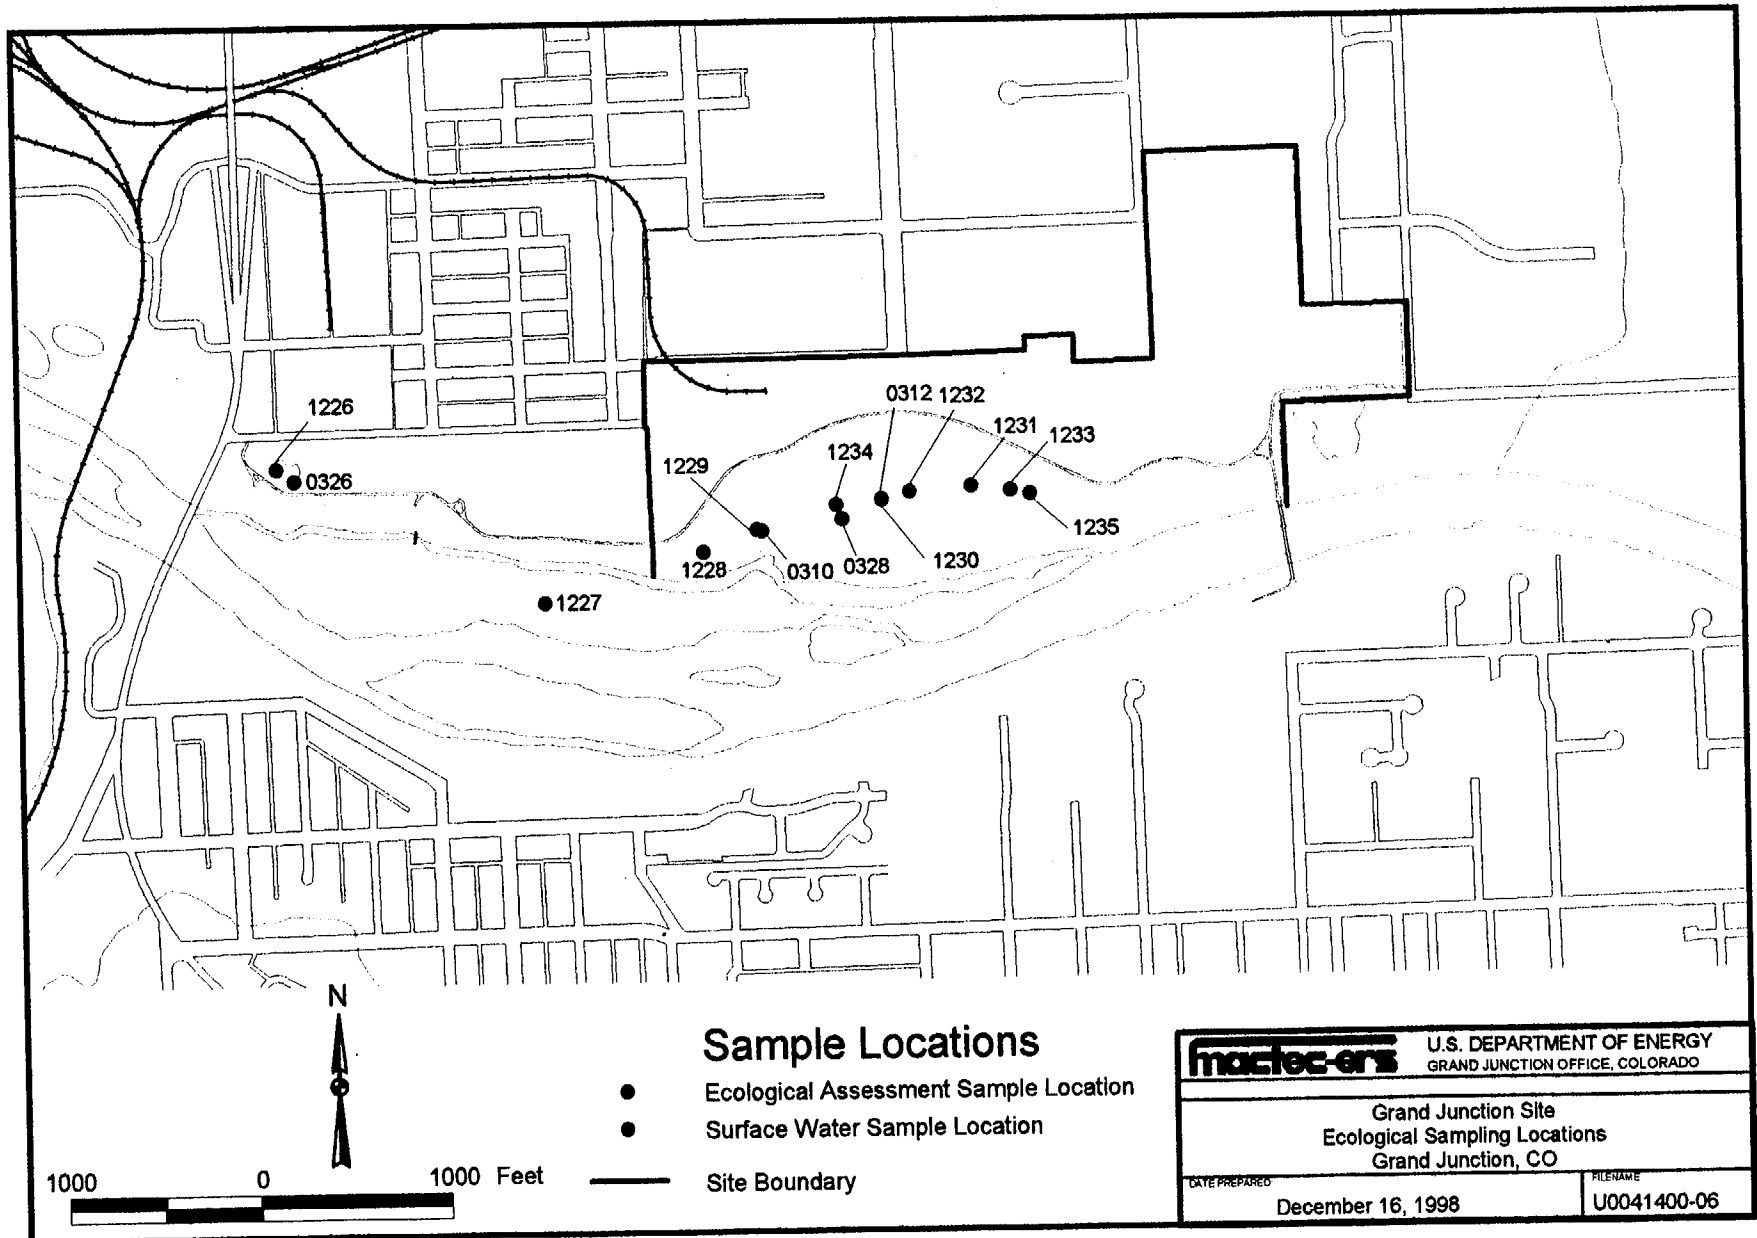 0312 1232
1226
1231
1233
1234
1229
0326
1235
1228
0310
0328
1230
1227
N
Sample Locations
Ecological Assessment Sample Location
Surface Water Sample Location
Site Boundary
1000 0 1000 Feet
mactec-ers
U.S. DEPARTMENT OF ENERGY
GRAND JUNCTION OFFICE, COLORADO
Grand Junction Site
Ecological Sampling Locations
Grand Junction, CO
DATE PREPARED
December 16, 1998
FILENAME
U0041400-06